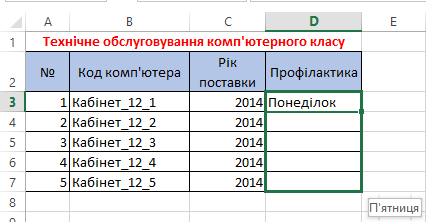 A B C D E
1 Технічне обслуговування комп'ютерного класу
2 № Код комп'ютера Рік поставки Профілактика
3 1 Кабінет_12_1 2014 Понеділок
4 2 Кабінет_12_2 2014
5 3 Кабінет_12_3 2014
6 4 Кабінет_12_4 2014
7 5 Кабінет_12_5 2014
П'ятниця